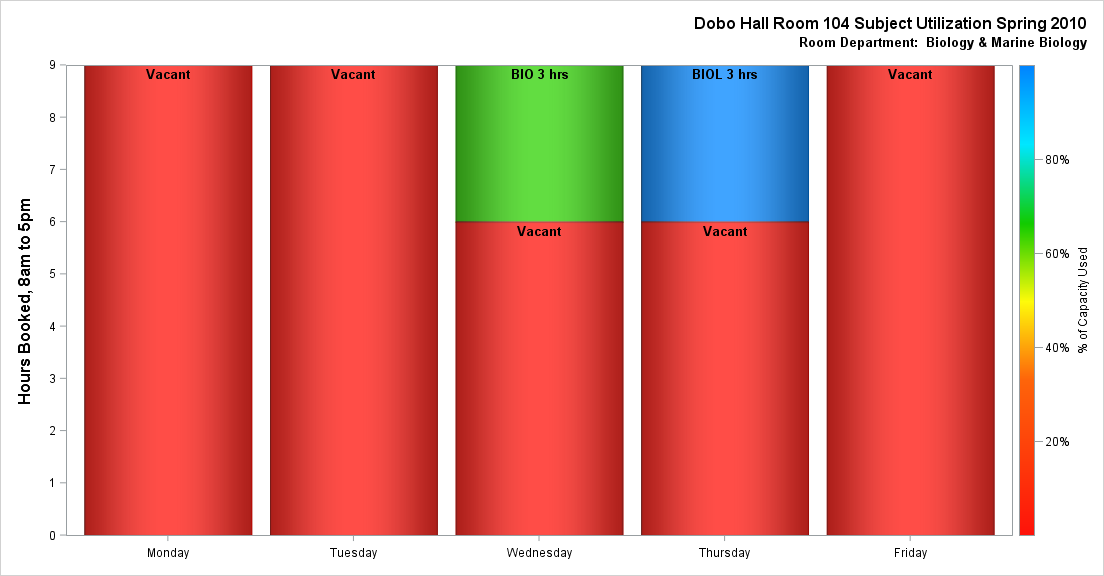 Dobo Hall Room 104 Subject Utilization Spring 2010
Room Department: Biology & Marine Biology
Hours Booked, 8am to 5pm
9
8
7
6
5
4
3
2
1
0
Vacant
Vacant
BIO 3 hrs
BIOL 3 hrs
Vacant
Vacant
Vacant
Monday
Tuesday
Wednesday
Thursday
Friday
80%
60%
40%
20%
% of Capacity Used